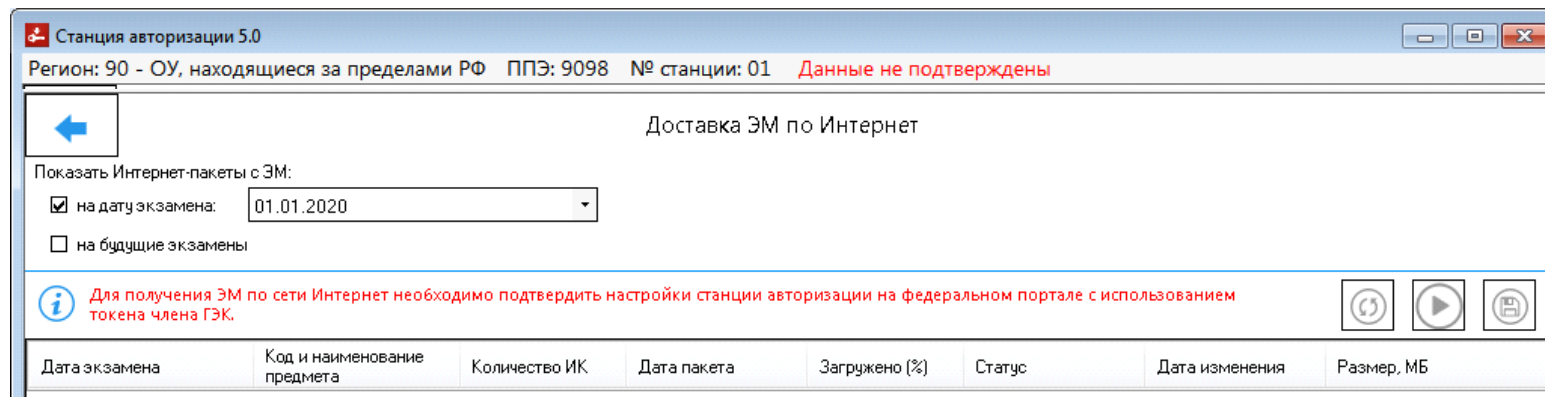 Станция авторизации 5.0
Регион: 90 - ОУ, находящиеся за пределами РФ ППЭ: 9098 № станции: 01 Данные не подтверждены
Доставка ЭМ по Интернет
Показать Интернет-пакеты с ЭМ:
на дату экзамена: 01.01.2020
на будущие экзамены
Для получения ЭМ по сети Интернет необходимо подтвердить настройки станции авторизации на федеральном портале с использованием
токена члена ГЭК.
Дата экзамена Код и наименование предмета Количество ИК Дата пакета Загружено (%) Статус Дата изменения Размер, МБ